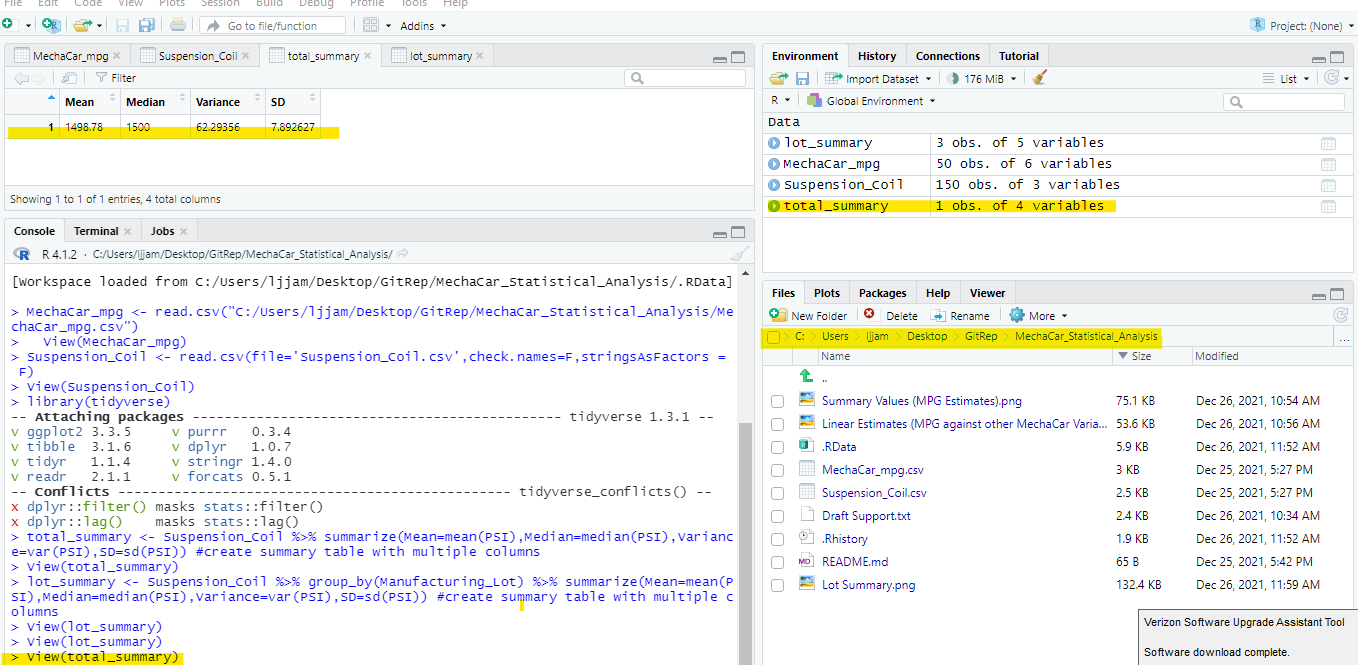 File Edit Code View Plots Session Build Debug Profile Tools Help
Go to file/function Addins Project: (None)
MechaCar_mpg Suspension_Coil total_summary lot_summary
Filter
Mean Median Variance SD
1 1498.78 1500 62.29356 7.892627
Showing 1 to 1 of 1 entries, 4 total columns
Console Terminal Jobs
R 4.1.2 · C:/Users/ljjam/Desktop/GitRep/MechaCar_Statistical_Analysis/
[Workspace loaded from C:/Users/ljjam/Desktop/GitRep/MechaCar_Statistical_Analysis/.RData]
> MechaCar_mpg <- read.csv("C:/Users/ljjam/Desktop/GitRep/MechaCar_Statistical_Analysis/Me
chaCar_mpg.csv")
>   View(MechaCar_mpg)
> Suspension_Coil <- read.csv(file='Suspension_Coil.csv',check.names=F,stringsAsFactors =
 F)
> View(Suspension_Coil)
> library(tidyverse)
-- Attaching packages --------------------------------------------- tidyverse 1.3.1 --
v ggplot2 3.3.5     v purrr   0.3.4
v tibble  3.1.6     v dplyr   1.0.7
v tidyr   1.1.4     v stringr 1.4.0
v readr   2.1.1     v forcats 0.5.1
-- Conflicts ------------------------------------------------ tidyverse_conflicts() --
x dplyr::filter() masks stats::filter()
x dplyr::lag()    masks stats::lag()
> total_summary <- Suspension_Coil %>% summarize(Mean=mean(PSI),Median=median(PSI),Varianc
e=var(PSI),SD=sd(PSI)) #create summary table with multiple columns
> View(total_summary)
> lot_summary <- Suspension_Coil %>% group_by(Manufacturing_Lot) %>% summarize(Mean=mean(P
SI),Median=median(PSI),Variance=var(PSI),SD=sd(PSI)) #create summary table with multiple c
olumns
> View(lot_summary)
> View(lot_summary)
> View(total_summary)
Environment History Connections Tutorial
Import Dataset 176 MiB List
R Global Environment
Data
lot_summary 3 obs. of 5 variables
MechaCar_mpg 50 obs. of 6 variables
Suspension_Coil 150 obs. of 3 variables
total_summary 1 obs. of 4 variables
Files Plots Packages Help Viewer
New Folder Delete Rename More
C: > Users > ljjam > Desktop > GitRep > MechaCar_Statistical_Analysis ...
Name Size Modified
..
Summary Values (MPG Estimates).png 75.1 KB Dec 26, 2021, 10:54 AM
Linear Estimates (MPG against other MechaCar Varia... 53.6 KB Dec 26, 2021, 10:56 AM
.RData 5.9 KB Dec 26, 2021, 11:52 AM
MechaCar_mpg.csv 3 KB Dec 25, 2021, 5:27 PM
Suspension_Coil.csv 2.5 KB Dec 25, 2021, 5:27 PM
Draft Support.txt 2.4 KB Dec 26, 2021, 10:34 AM
.Rhistory 1.9 KB Dec 26, 2021, 11:52 AM
MD README.md 65 B Dec 25, 2021, 5:42 PM
Lot Summary.png 132.4 KB Dec 26, 2021, 11:59 AM
Verizon Software Upgrade Assistant Tool
Software download complete.